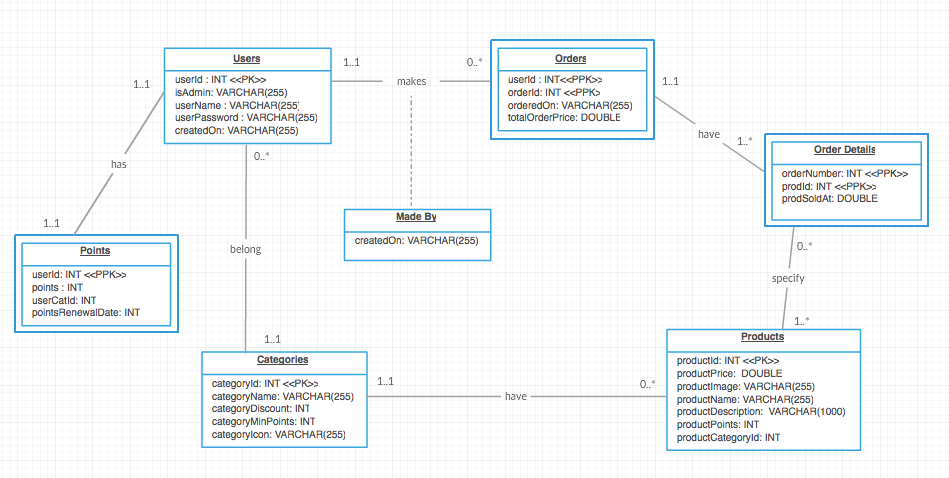 Users
userId : INT <<PK>>
isAdmin: VARCHAR(255)
userName : VARCHAR(255)
userPassword : VARCHAR(255)
createdOn: VARCHAR(255)
1..1
makes
0..*
Orders
userId : INT<<PPK>>
orderId: INT <<PPK>
orderedOn: VARCHAR(255)
totalOrderPrice: DOUBLE
1..1
have
1..*
Order Details
orderNumber: INT <<PPK>>
prodId: INT <<PPK>>
prodSoldAt: DOUBLE
1..1
has
1..1
Points
userId: INT <<PPK>>
points : INT
userCatId: INT
pointsRenewalDate: INT
0..*
belong
1..1
Made By
createdOn: VARCHAR(255)
0..*
specify
1..*
Categories
categoryId: INT <<PK>>
categoryName: VARCHAR(255)
categoryDiscount: INT
categoryMinPoints: INT
categoryIcon: VARCHAR(255)
1..1
have
0..*
Products
productId: INT <<PK>>
productPrice: DOUBLE
productImage: VARCHAR(255)
productName: VARCHAR(255)
productDescription: VARCHAR(1000)
productPoints: INT
productCategoryId: INT